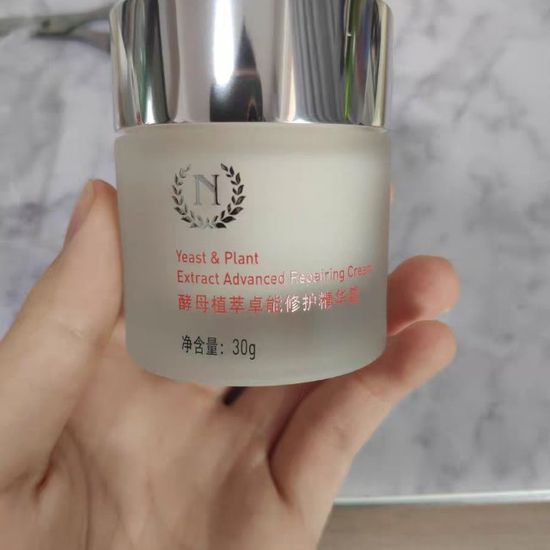 N
Yeast & Plant
Extract Advanced Repairing Cream
酵母植萃卓能修护精华霜
净含量：30g